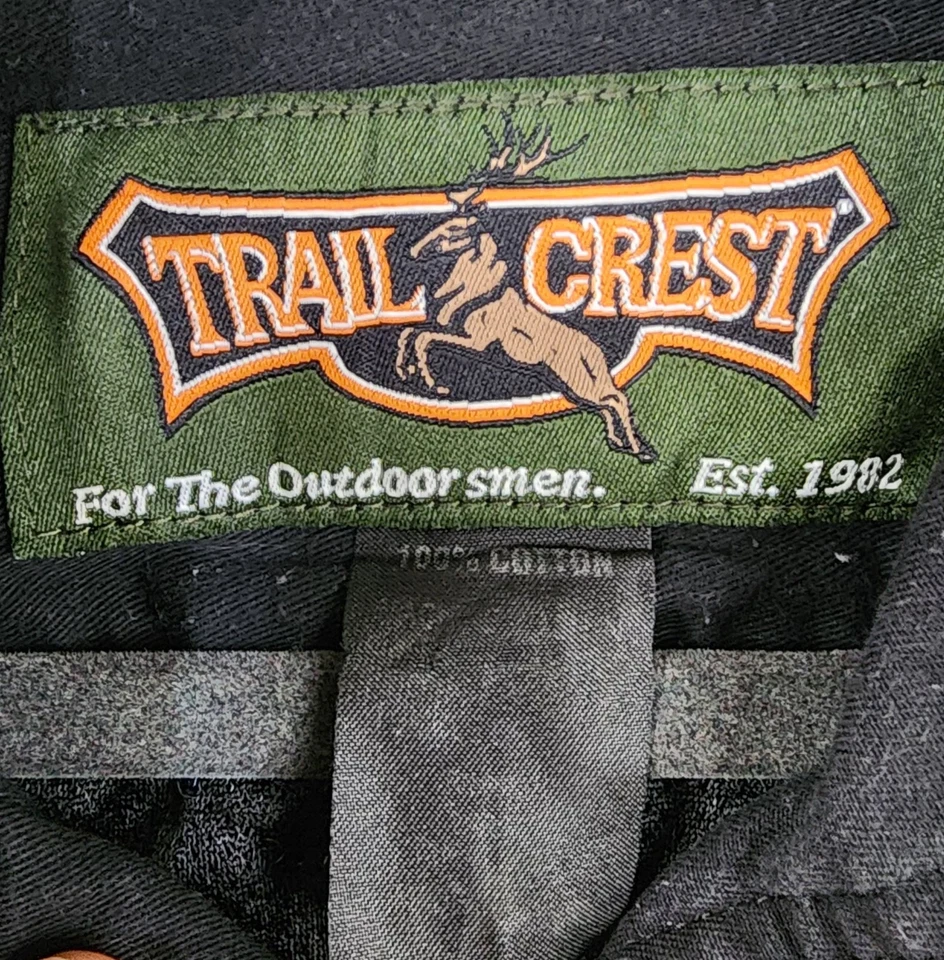 TRAIL CREST®
For The Outdoorsmen. Est. 1982
100% COTTON